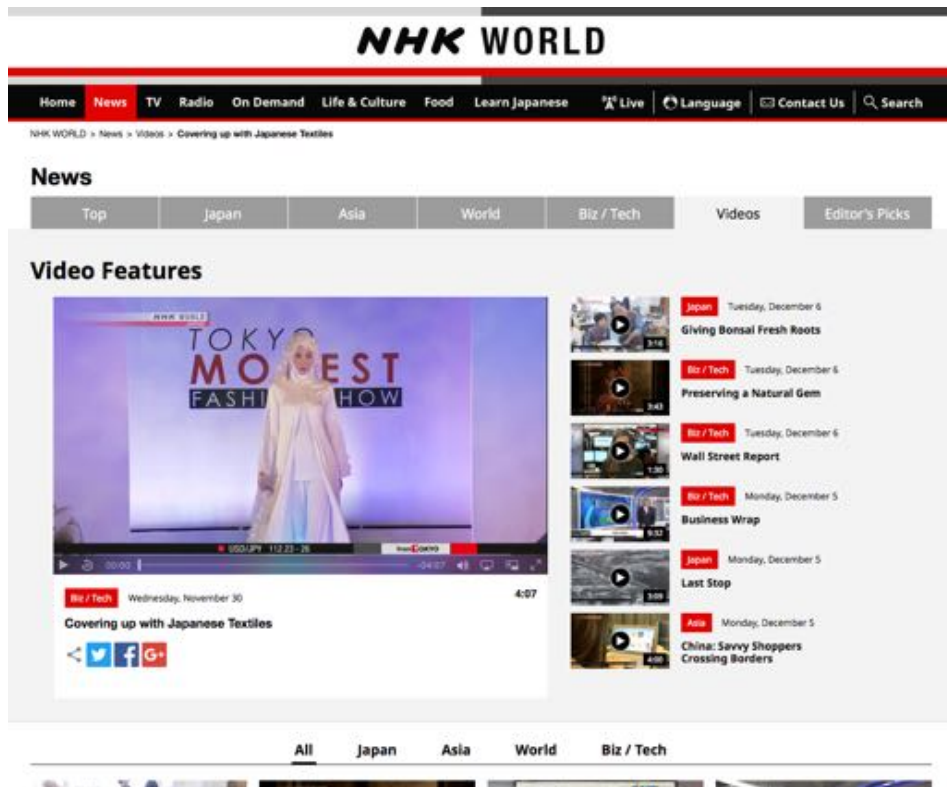 NHK WORLD
Home News TV Radio On Demand Life & Culture Food Learn Japanese Live Language Contact Us Search
NHK WORLD > News > Videos > Covering up with Japanese Textiles
News
Top Japan Asia World Biz / Tech Videos Editor's Picks
Video Features
NHK WORLD
TOKYO
MODEST
FASHION SHOW
USD/JPY 112.23 - 26
from TOKYO
00:00 -04:07
Biz / Tech Wednesday, November 30 4:07
Covering up with Japanese Textiles
G+
Japan Tuesday, December 6
Giving Bonsai Fresh Roots
3:16
Biz / Tech Tuesday, December 6
Preserving a Natural Gem
3:43
Biz / Tech Tuesday, December 6
Wall Street Report
1:30
Biz / Tech Monday, December 5
Business Wrap
9:32
Japan Monday, December 5
Last Stop
3:09
Asia Monday, December 5
China: Savvy Shoppers
Crossing Borders
4:00
All Japan Asia World Biz / Tech